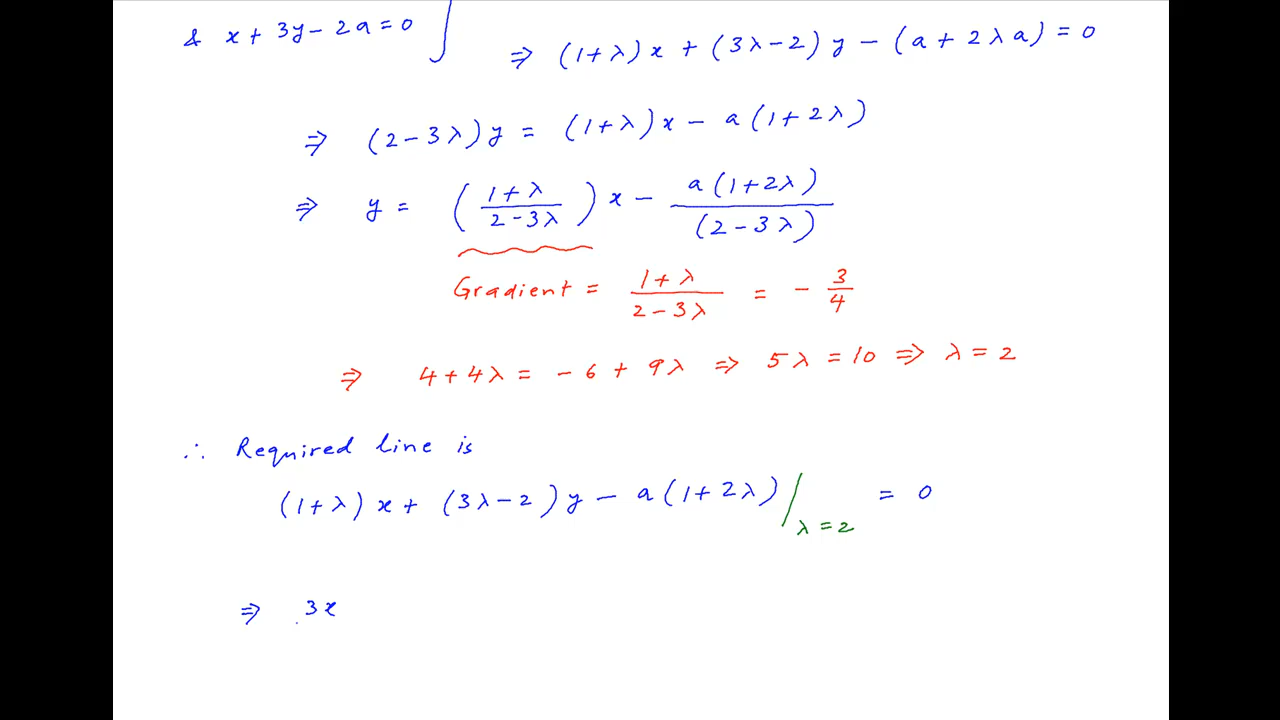 & x + 3y - 2a = 0
⇒ (1+λ)x + (3λ-2)y - (a + 2λa) = 0
⇒ (2-3λ)y = (1+λ)x - a(1+2λ)
⇒ y = ((1+λ)/(2-3λ))x - a(1+2λ)/(2-3λ)
Gradient = (1+λ)/(2-3λ) = -3/4
⇒ 4+4λ = -6 + 9λ ⇒ 5λ = 10 ⇒ λ = 2
∴ Required line is
(1+λ)x + (3λ-2)y - a(1+2λ) / λ=2 = 0
⇒ 3x